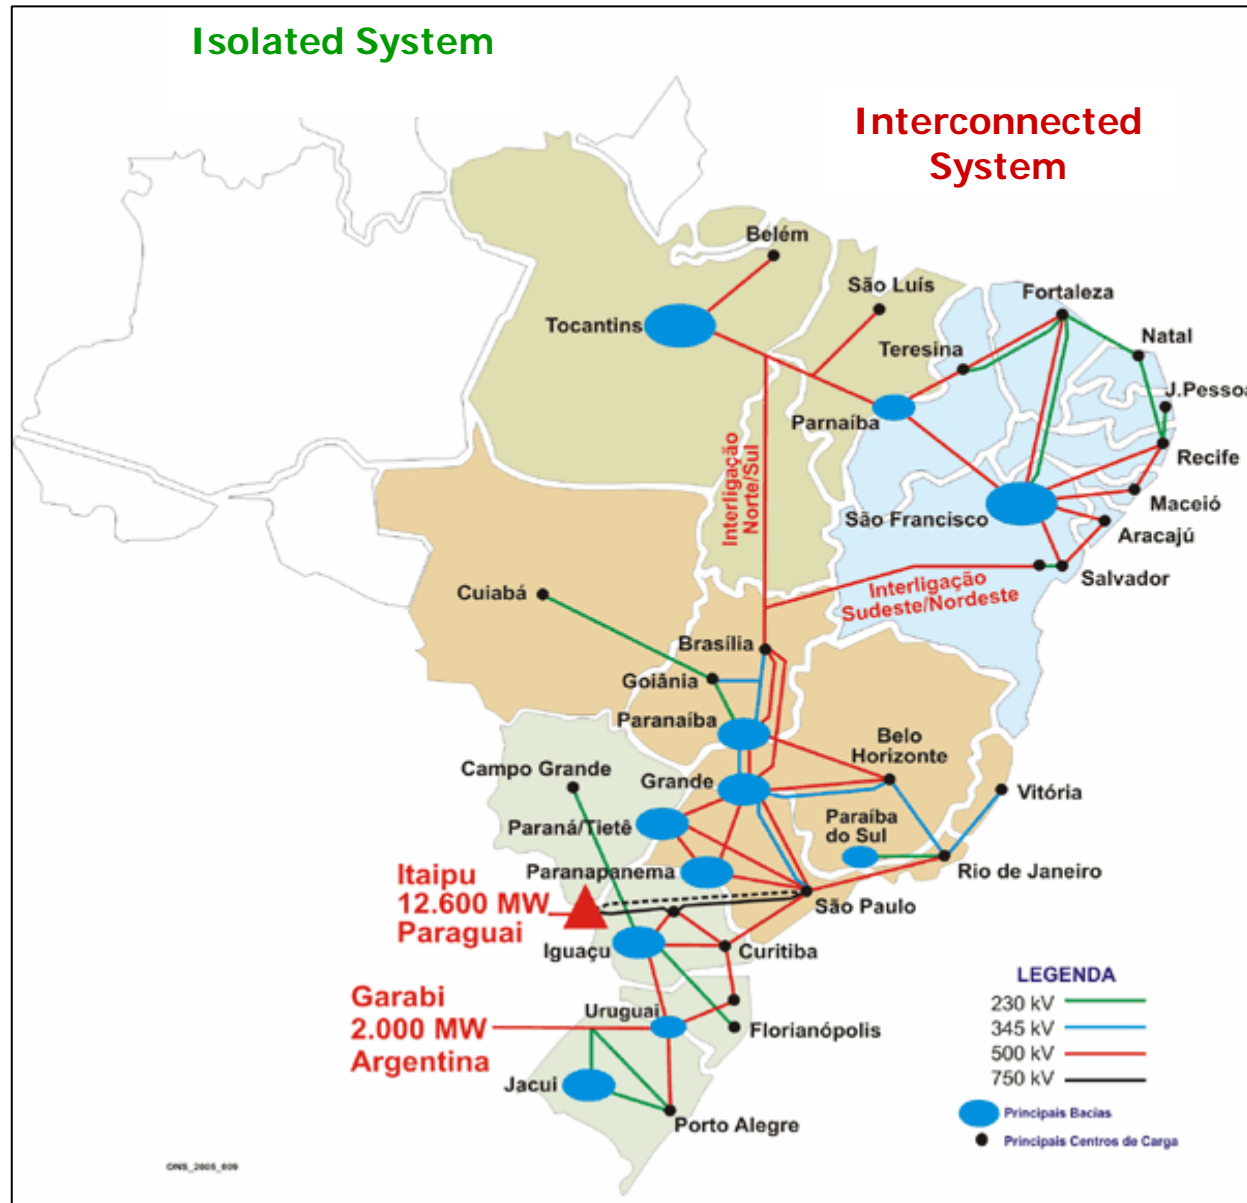 Isolated System
Interconnected
System
Belém
São Luís
Fortaleza
Tocantins
Teresina
Natal
J.Pessoa
Parnaíba
Recife
Interligação
Norte/Sul
Maceió
São Francisco
Aracajú
Salvador
Interligação
Sudeste/Nordeste
Cuiabá
Brasília
Goiânia
Paranaíba
Belo
Horizonte
Campo Grande
Grande
Vitória
Paraná/Tietê
Paraíba
do Sul
Paranapanema
Rio de Janeiro
Itaipu
12.600 MW
Paraguai
São Paulo
Iguaçu
Curitiba
Garabi
2.000 MW
Argentina
Uruguai
Florianópolis
Jacui
Porto Alegre
LEGENDA
230 kV
345 kV
500 kV
750 kV
Principais Bacias
Principais Centros de Carga
ONS_2005_009